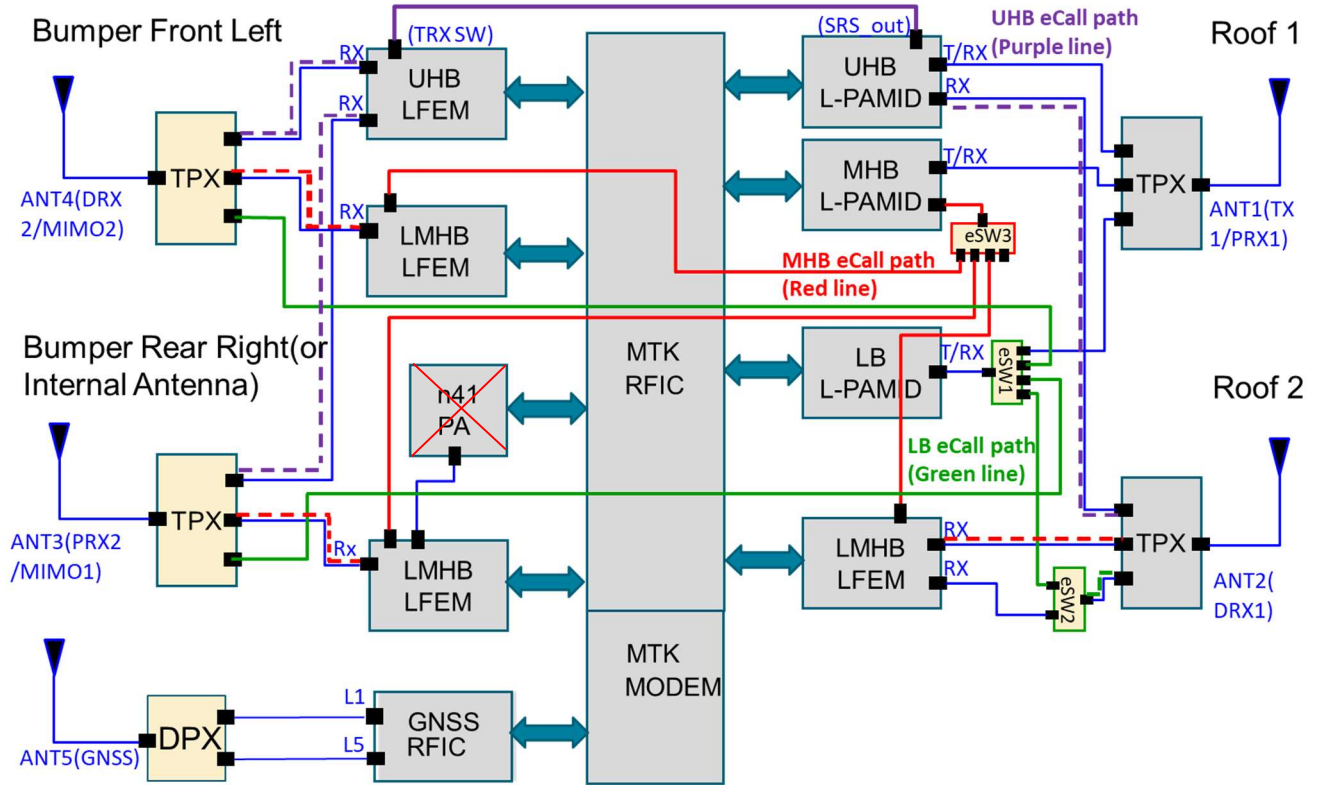 Bumper Front Left
(TRX SW)
(SRS_out)
UHB eCall path
(Purple line)
Roof 1
RX
UHB
LFEM
RX
UHB
L-PAMID
T/RX
RX
TPX
ANT4(DRX
2/MIMO2)
RX
LMHB
LFEM
MHB
L-PAMID
T/RX
eSW3
TPX
ANT1(TX
1/PRX1)
MHB eCall path
(Red line)
Bumper Rear Right(or
Internal Antenna)
MTK
RFIC
n41
PA
LB
L-PAMID
T/RX
eSW1
Roof 2
LB eCall path
(Green line)
TPX
ANT3(PRX2
/MIMO1)
Rx
LMHB
LFEM
LMHB
LFEM
RX
RX
eSW2
TPX
ANT2(
DRX1)
MTK
MODEM
DPX
ANT5(GNSS)
L1
L5
GNSS
RFIC